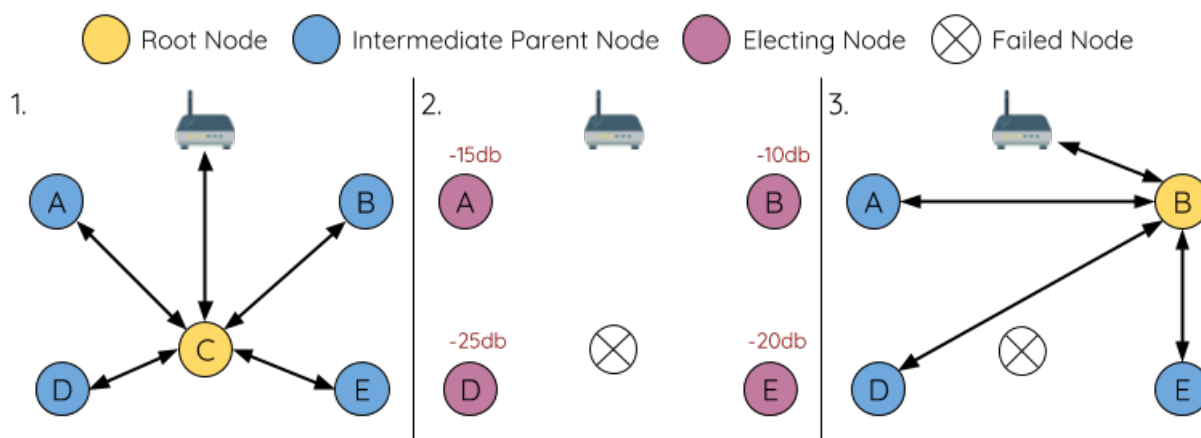 Root Node Intermediate Parent Node Electing Node Failed Node
1.
A
B
C
D
E
2.
-15db
-10db
A
B
-25db
-20db
D
E
3.
A
B
D
E